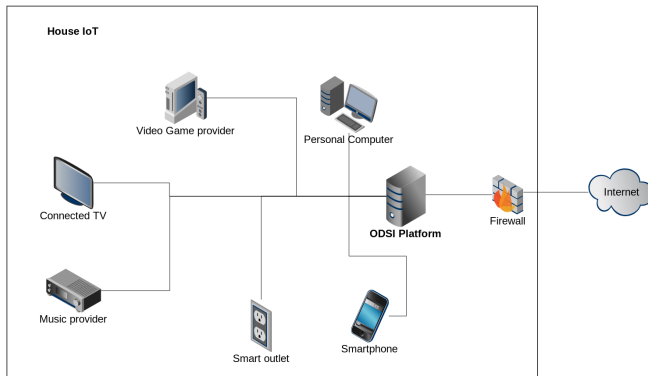 House IoT
Video Game provider
Personal Computer
Connected TV
ODSI Platform
Firewall
Internet
Music provider
Smart outlet
Smartphone